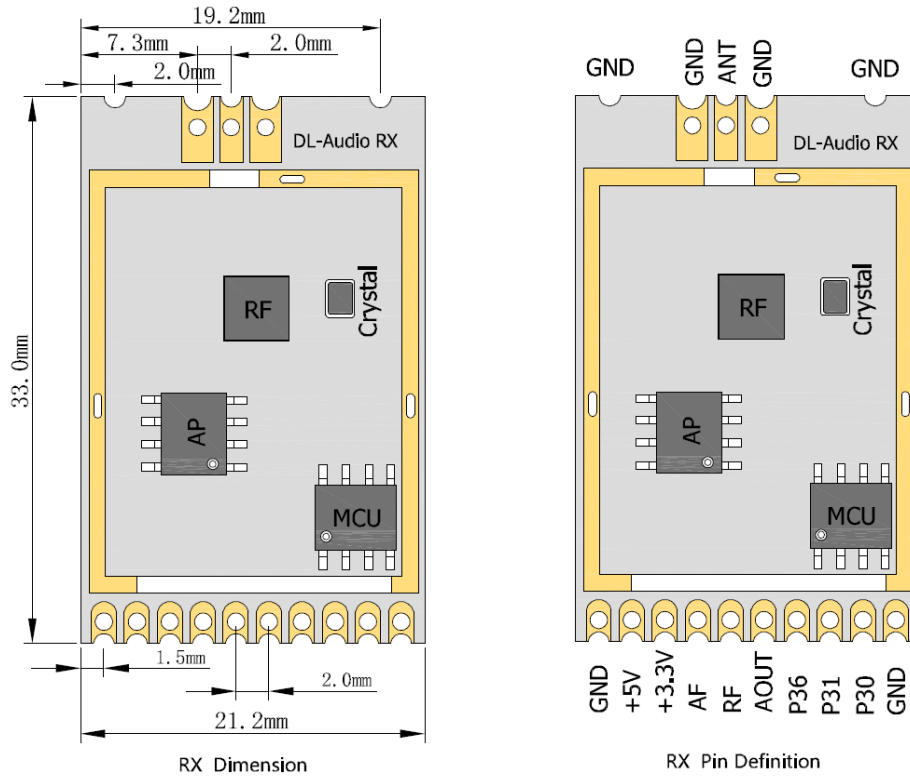 19.2mm
7.3mm
2.0mm
2.0mm
DL-Audio RX
33.0mm
RF
Crystal
AP
MCU
1.5mm
2.0mm
21.2mm
RX Dimension
GND
GND
ANT
GND
GND
DL-Audio RX
RF
Crystal
AP
MCU
GND
+5V
+3.3V
AF
RF
AOUT
P36
P31
P30
GND
RX Pin Definition